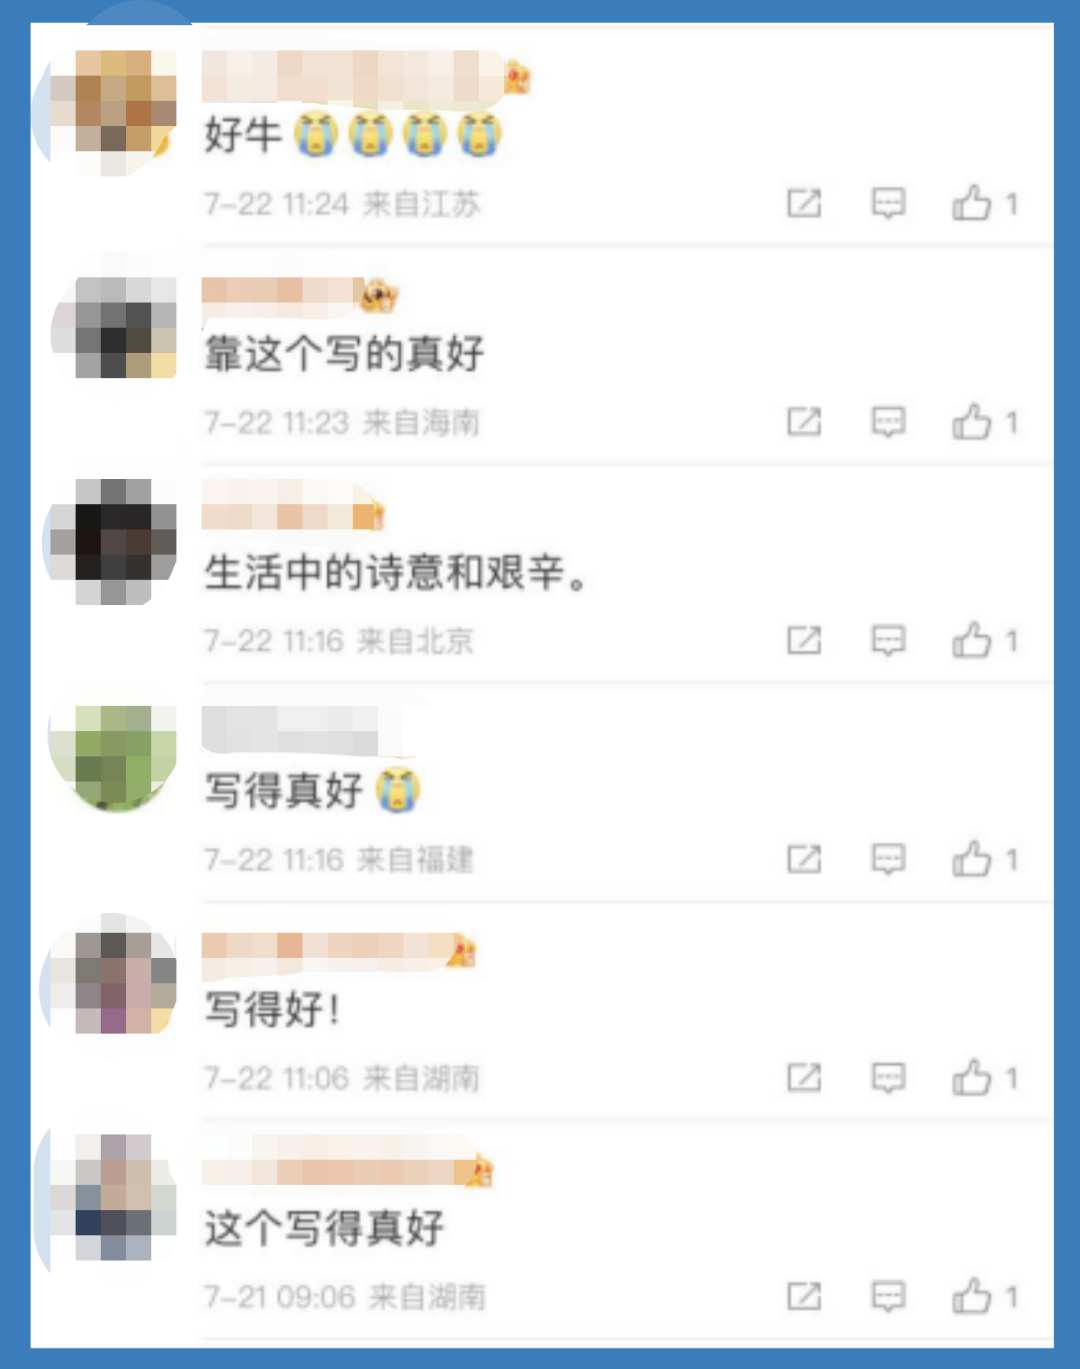 好牛😭😭😭😭
7-22 11:24 来自江苏
1
靠这个写的真好
7-22 11:23 来自海南
1
生活中的诗意和艰辛。
7-22 11:16 来自北京
1
写得真好😭
7-22 11:16 来自福建
1
写得好！
7-22 11:06 来自湖南
1
这个写得真好
7-21 09:06 来自湖南
1